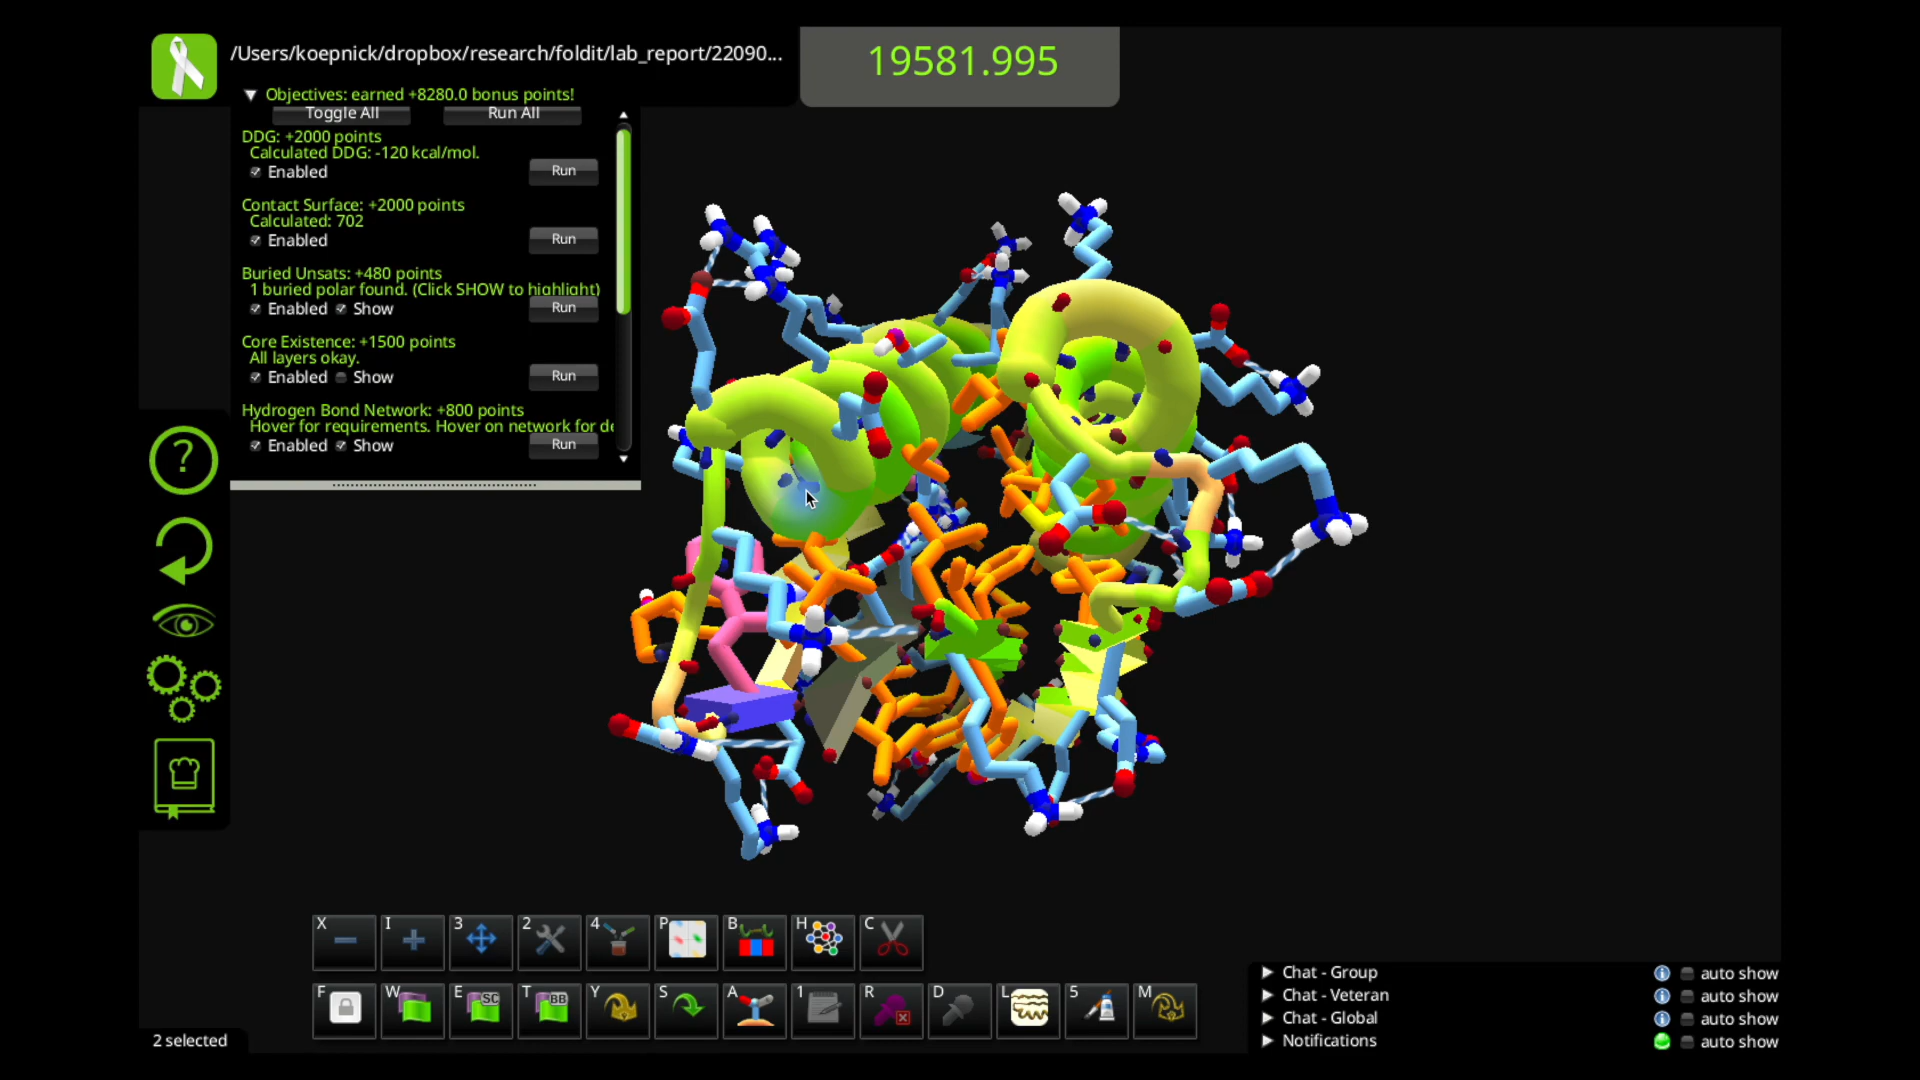 /Users/koepnick/dropbox/research/foldit/lab_report/22090...
19581.995
Objectives: earned +8280.0 bonus points!
Toggle All Run All
DDG: +2000 points
Calculated DDG: -120 kcal/mol.
Enabled Run
Contact Surface: +2000 points
Calculated: 702
Enabled Run
Buried Unsats: +480 points
1 buried polar found. (Click SHOW to highlight)
Enabled Show Run
Core Existence: +1500 points
All layers okay.
Enabled Show Run
Hydrogen Bond Network: +800 points
Hover for requirements. Hover on network for de
Enabled Show Run
?
X I 3 2 4 P B H C
F W E SC T BB Y S A 1 R D L 5 M
2 selected
Chat - Group auto show
Chat - Veteran auto show
Chat - Global auto show
Notifications auto show